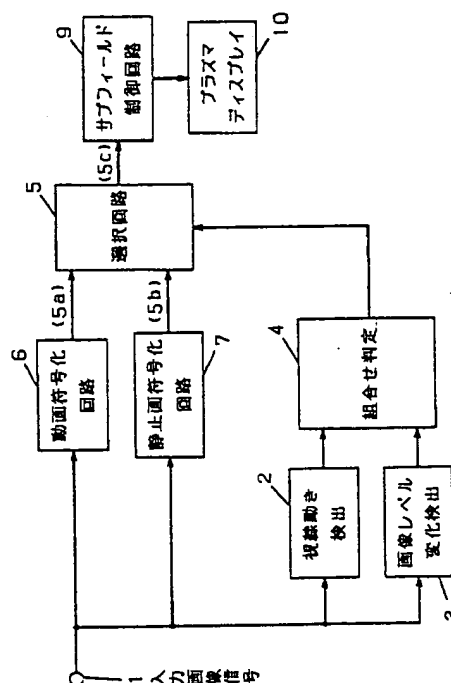 1
入力画像信号
6
動画符号化
回路
(5a)
7
静止画符号化
回路
(5b)
5
選択回路
(5c)
9
サブフィールド
制御回路
10
プラズマ
ディスプレイ
2
視線動き
検出
3
画像レベル
変化検出
4
組合せ判定